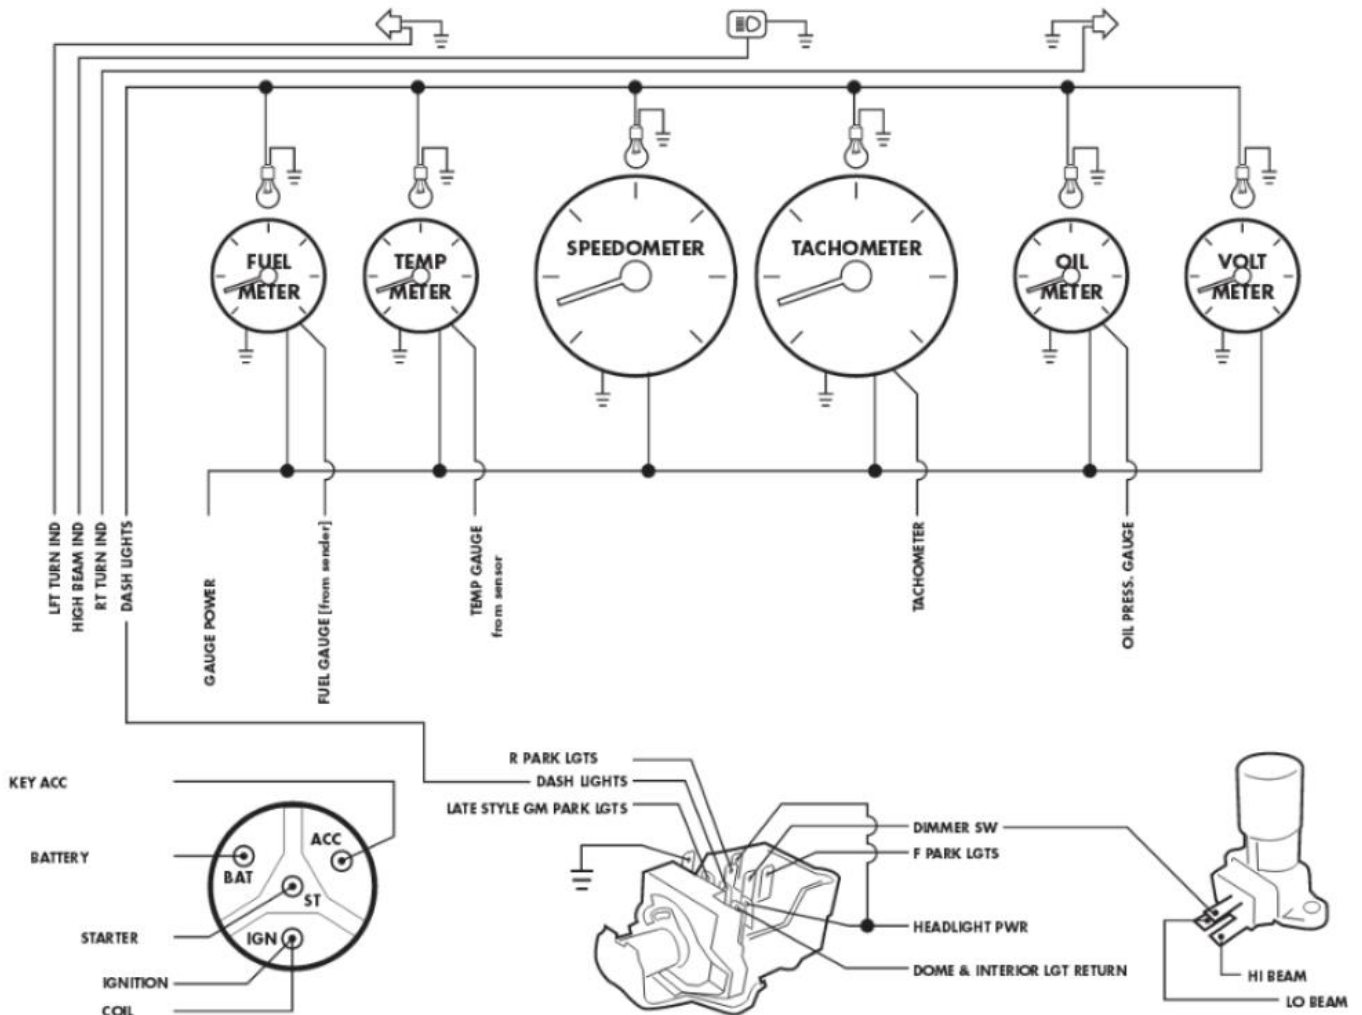 FUEL
METER
TEMP
METER
SPEEDOMETER
TACHOMETER
OIL
METER
VOLT
METER
LFT TURN IND
HIGH BEAM IND
RT TURN IND
DASH LIGHTS
GAUGE POWER
FUEL GAUGE [from sender]
TEMP GAUGE
from sensor
TACHOMETER
OIL PRESS. GAUGE
KEY ACC
BATTERY
STARTER
IGNITION
COIL
ACC
BAT
ST
IGN
R PARK LGTS
DASH LIGHTS
LATE STYLE GM PARK LGTS
DIMMER SW
F PARK LGTS
HEADLIGHT PWR
DOME & INTERIOR LGT RETURN
HI BEAM
LO BEAM